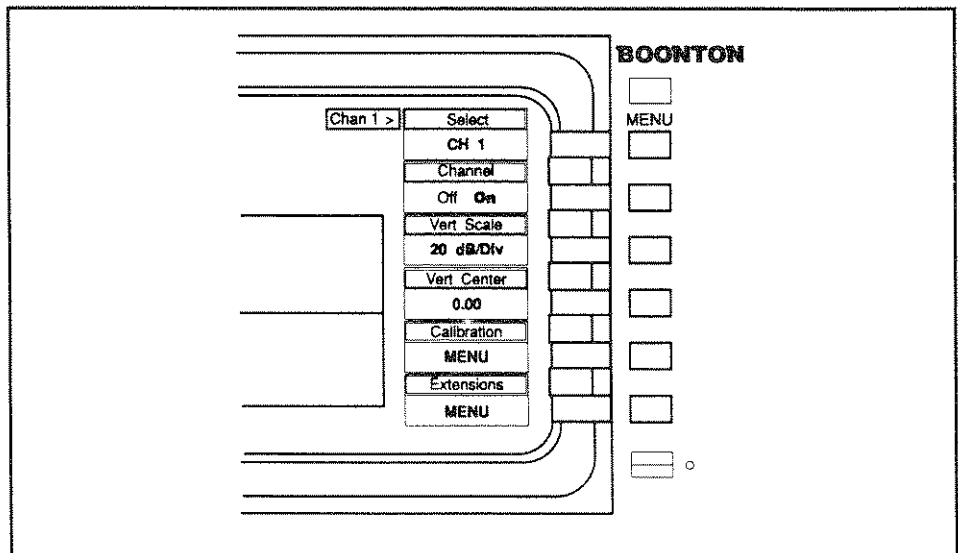 BOONTON
MENU
Chan 1 >
Select
CH 1
Channel
Off On
Vert Scale
20 dB/Div
Vert Center
0.00
Calibration
MENU
Extensions
MENU